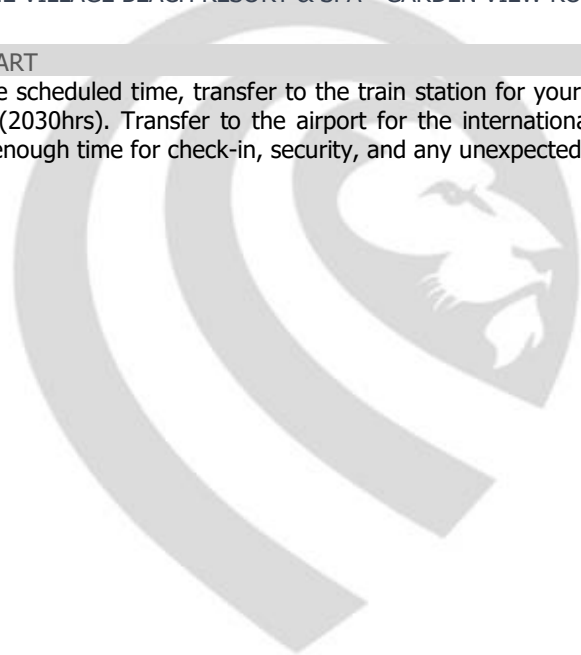 VILLAGE BEACH RESORT & SPA - GARDEN VIEW
ART
scheduled time, transfer to the train station for your
(2030hrs). Transfer to the airport for the
enough time for check-in, security, and any unexpected